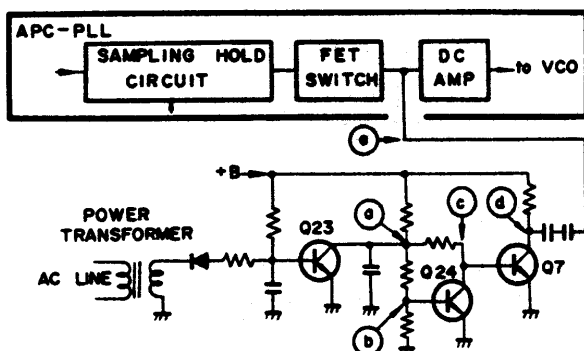 APC-PLL
SAMPLING HOLD
CIRCUIT
FET
SWITCH
DC
AMP
to VCO
e
+B
POWER
TRANSFORMER
AC LINE
Q23
a
c
d
Q24
Q7
b